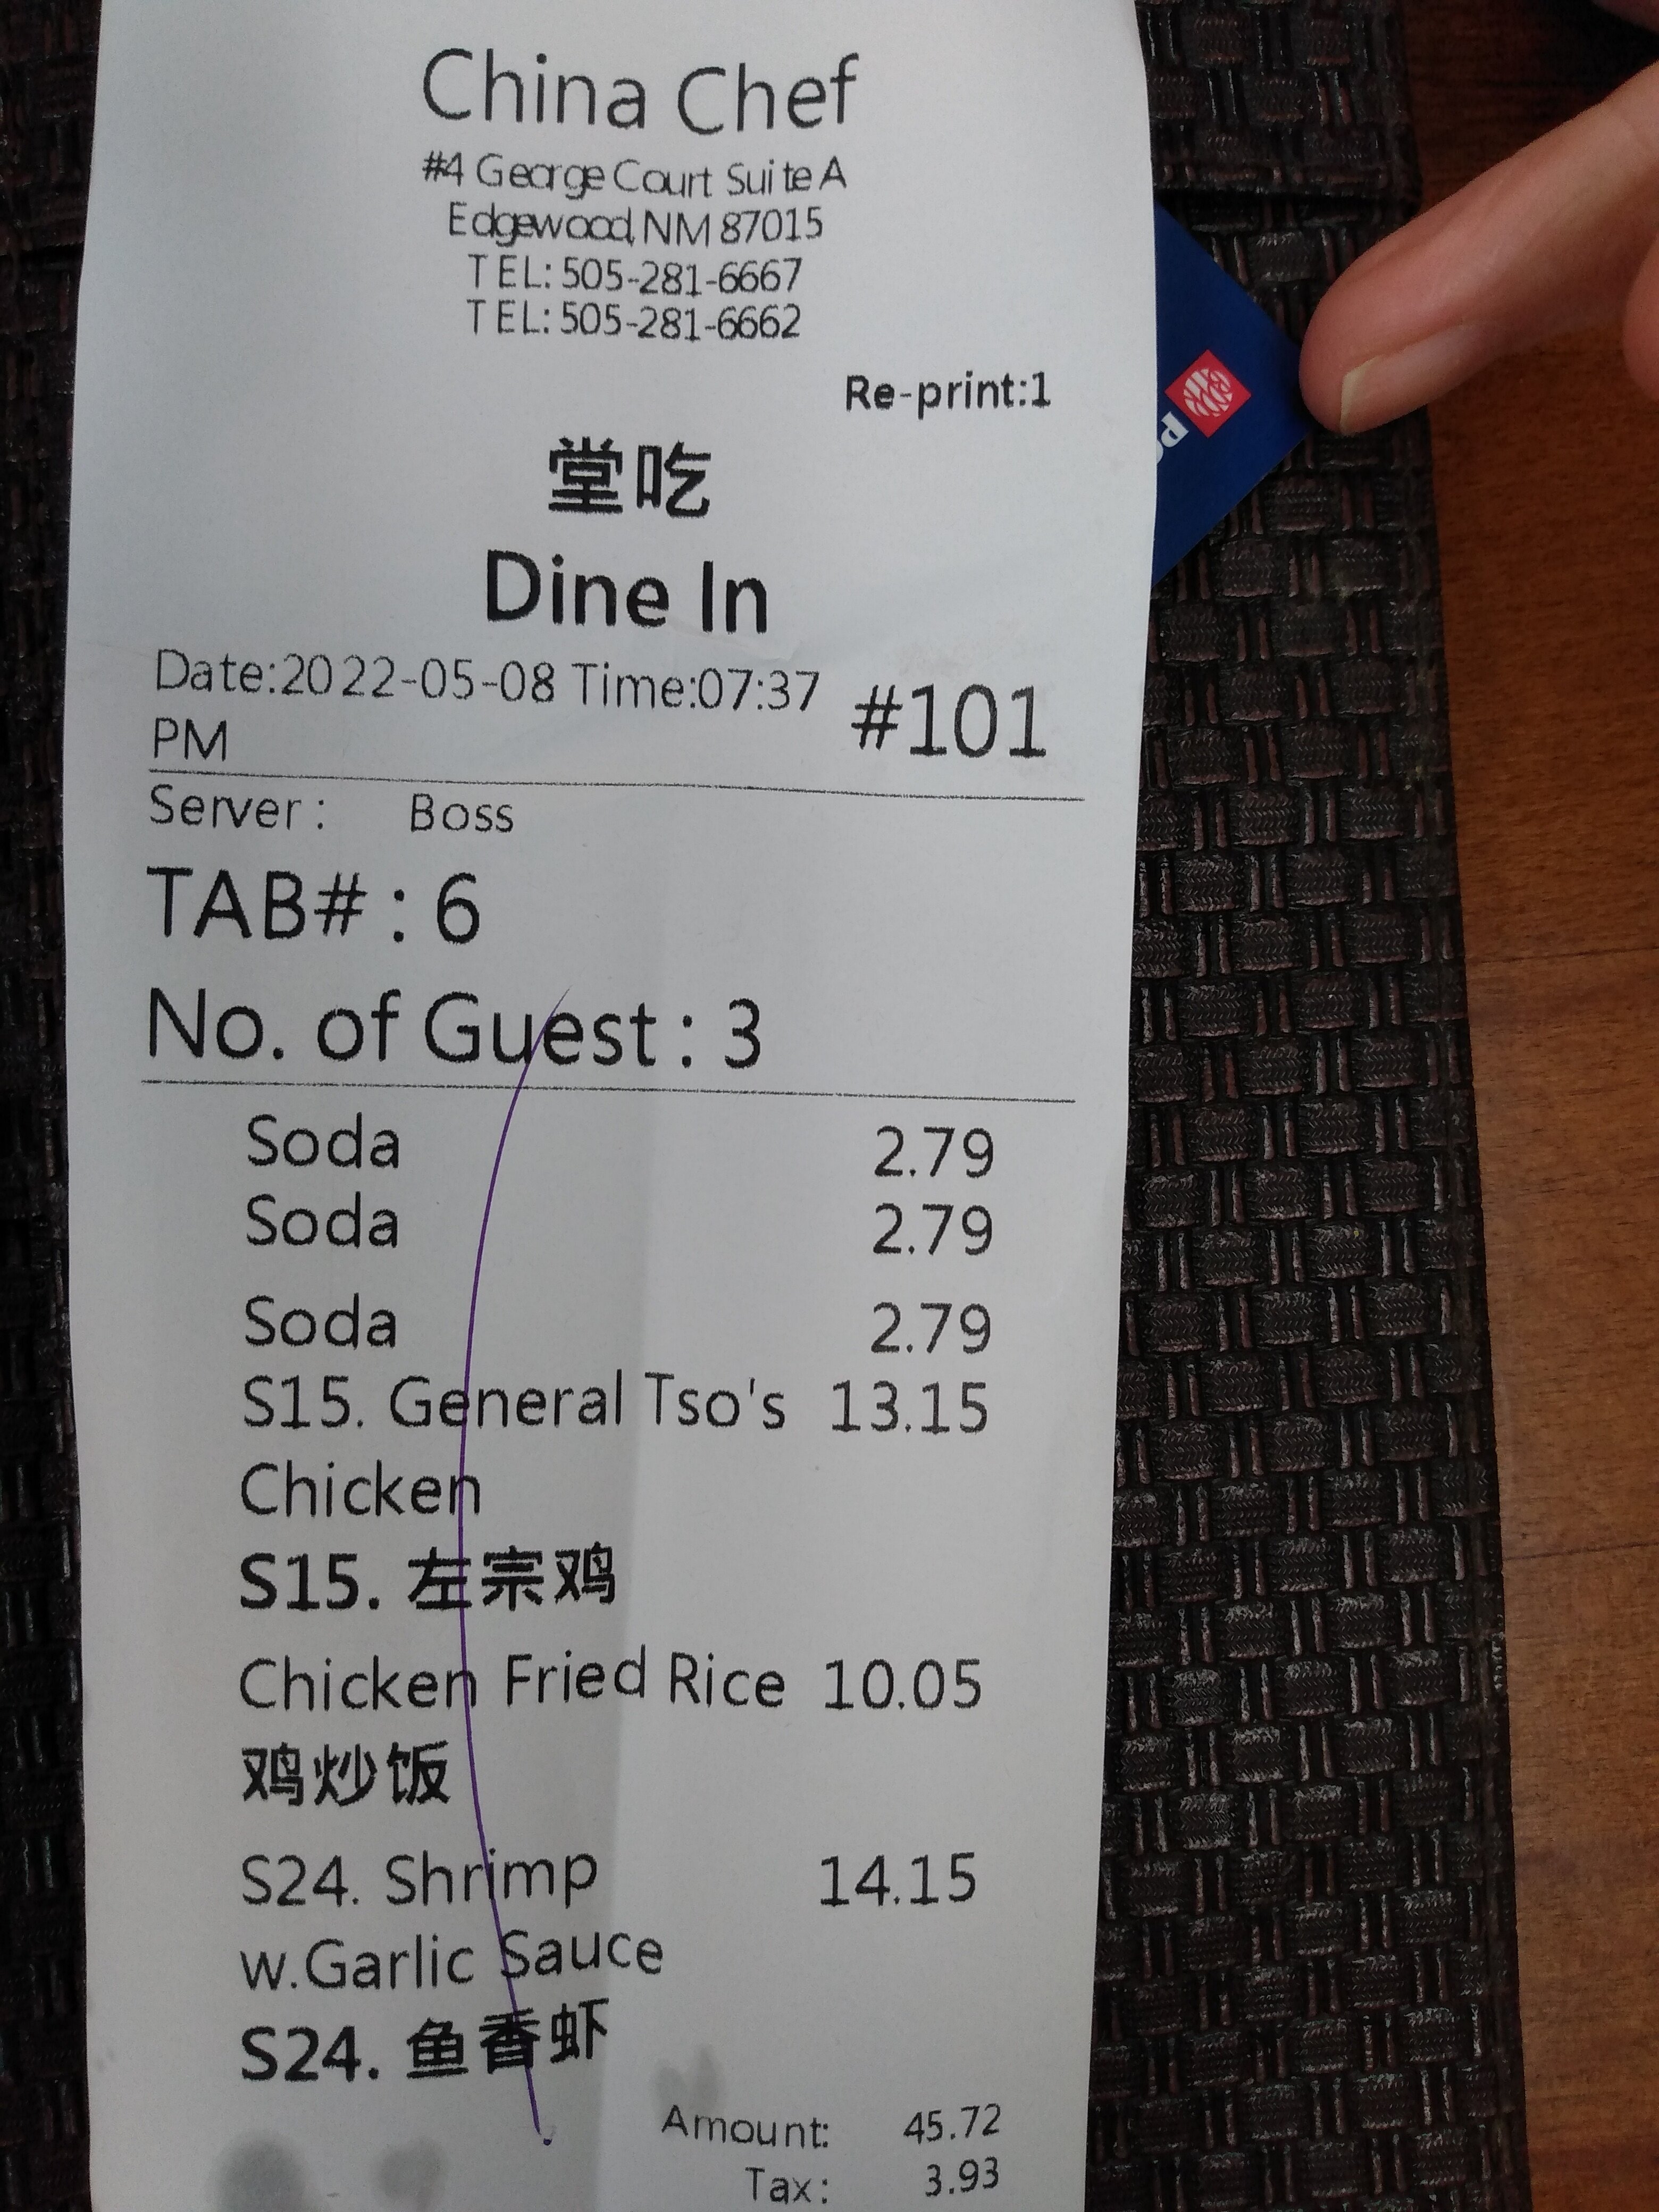 China Chef
#4 George Court Suite A
Edgewood, NM 87015
TEL: 505-281-6667
TEL: 505-281-6662
Re-print:1
堂吃
Dine In
Date:2022-05-08 Time:07:37
PM
#101
Server : Boss
TAB# : 6
No. of Guest : 3
Soda 2.79
Soda 2.79
Soda 2.79
S15. General Tso's 13.15
Chicken
S15. 左宗鸡
Chicken Fried Rice 10.05
鸡炒饭
S24. Shrimp 14.15
w.Garlic Sauce
S24. 鱼香虾
Amount: 45.72
Tax: 3.93